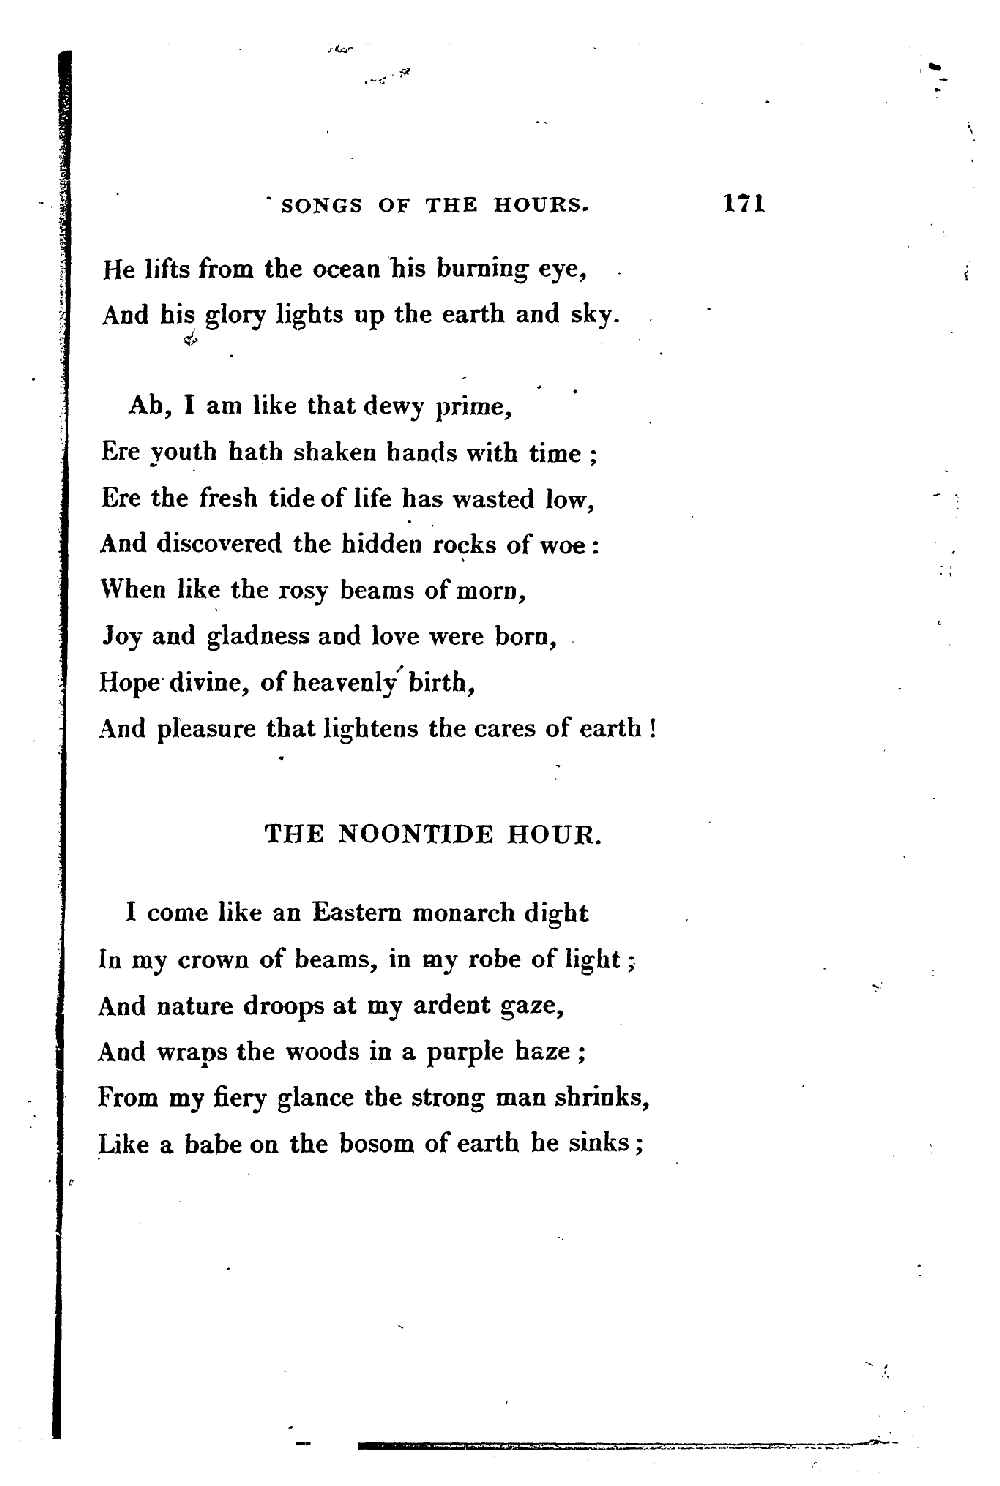 SONGS OF THE HOURS. 171
He lifts from the ocean his burning eye,
And his glory lights up the earth and sky.
Ah, I am like that dewy prime,
Ere youth hath shaken hands with time ;
Ere the fresh tide of life has wasted low,
And discovered the hidden rocks of woe :
When like the rosy beams of morn,
Joy and gladness and love were born,
Hope divine, of heavenly birth,
And pleasure that lightens the cares of earth !
THE NOONTIDE HOUR.
I come like an Eastern monarch dight
In my crown of beams, in my robe of light ;
And nature droops at my ardent gaze,
And wraps the woods in a purple haze ;
From my fiery glance the strong man shrinks,
Like a babe on the bosom of earth he sinks ;